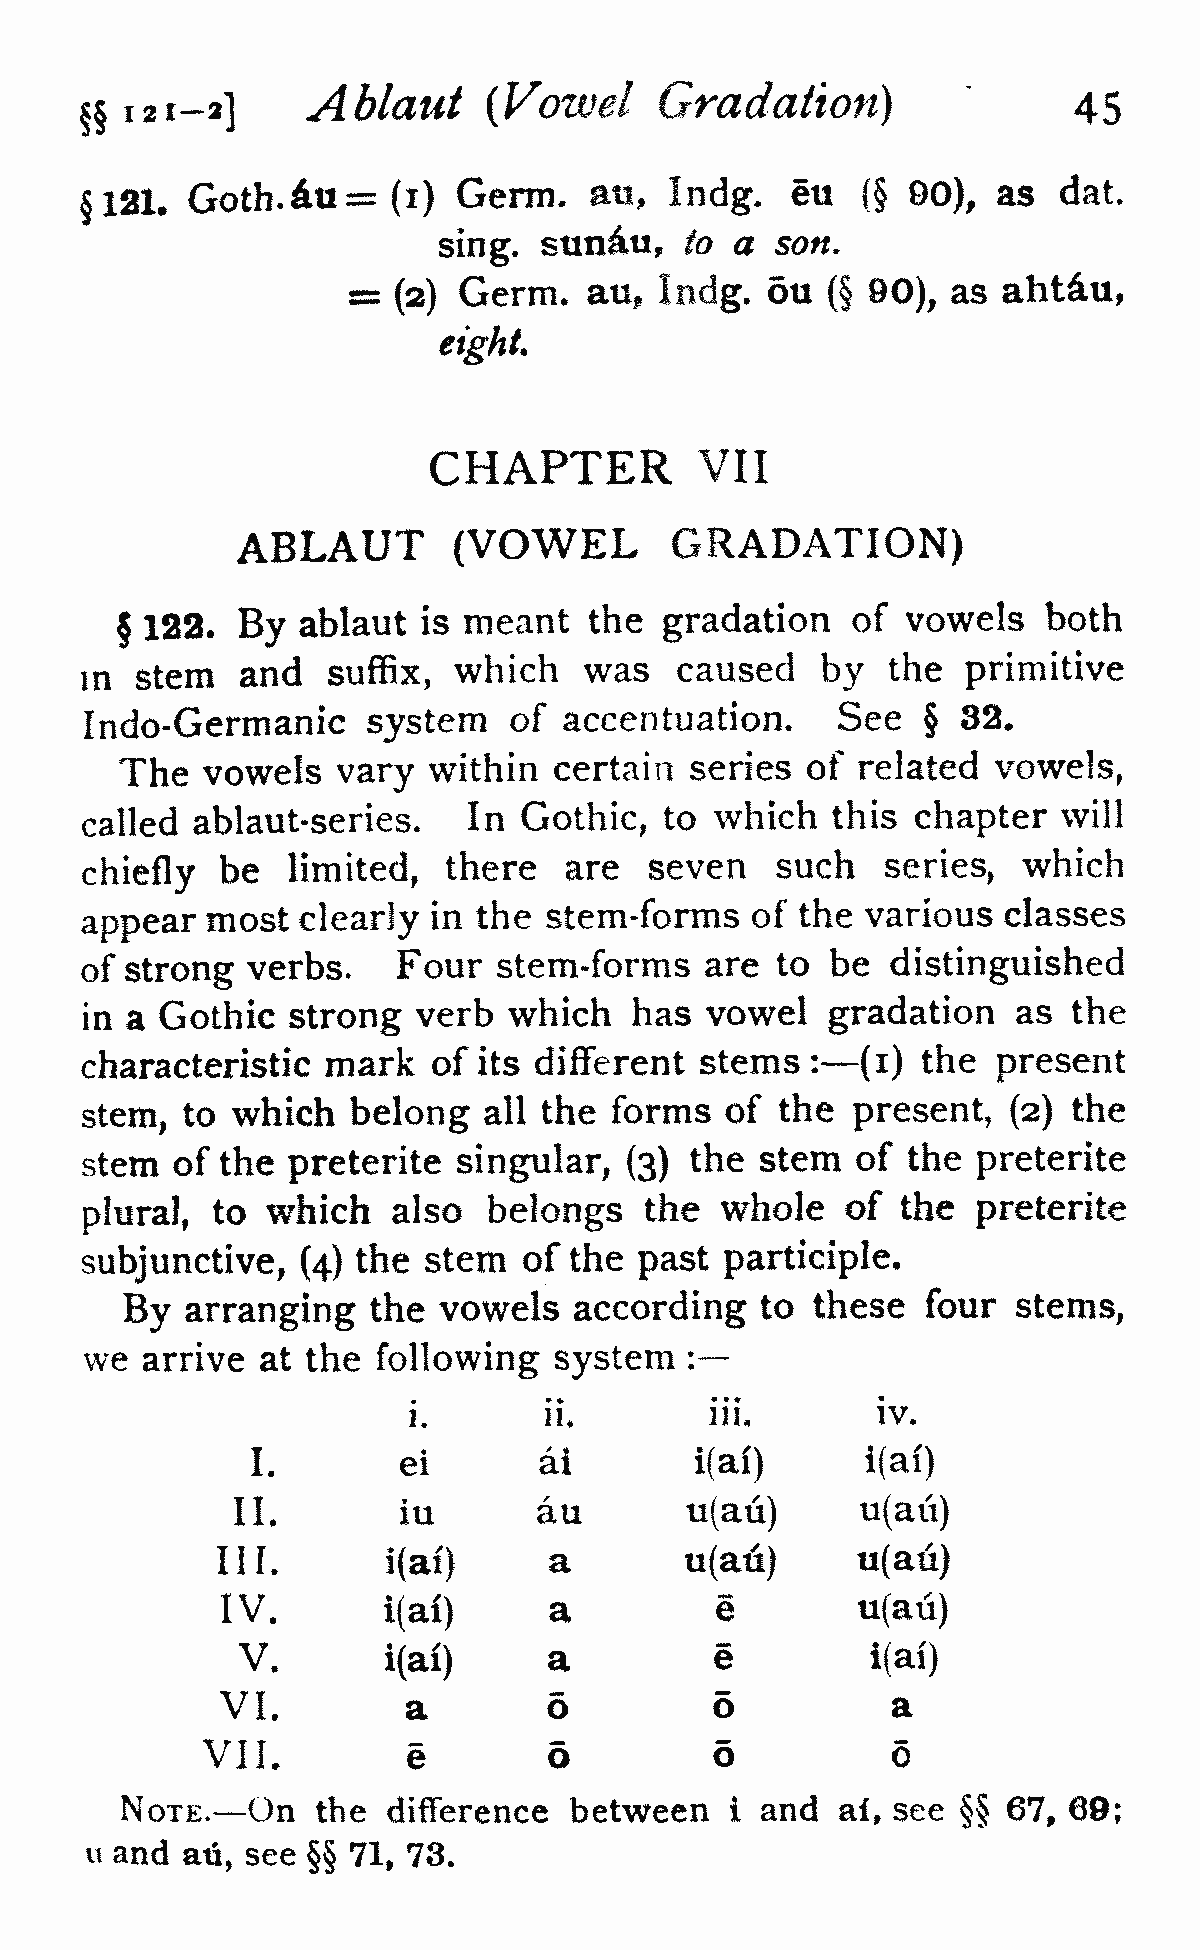 §§ 121–2] Ablaut (Vowel Gradation) 45
§ 121. Goth. áu = (1) Germ. au, Indg. ēu (§ 90), as dat.
sing. sunáu, to a son.
= (2) Germ. au, Indg. ōu (§ 90), as ahtáu,
eight.
CHAPTER VII
ABLAUT (VOWEL GRADATION)
§ 122. By ablaut is meant the gradation of vowels both
in stem and suffix, which was caused by the primitive
Indo-Germanic system of accentuation. See § 32.
The vowels vary within certain series of related vowels,
called ablaut-series. In Gothic, to which this chapter will
chiefly be limited, there are seven such series, which
appear most clearly in the stem-forms of the various classes
of strong verbs. Four stem-forms are to be distinguished
in a Gothic strong verb which has vowel gradation as the
characteristic mark of its different stems :—(1) the present
stem, to which belong all the forms of the present, (2) the
stem of the preterite singular, (3) the stem of the preterite
plural, to which also belongs the whole of the preterite
subjunctive, (4) the stem of the past participle.
By arranging the vowels according to these four stems,
we arrive at the following system :—
i. ii. iii. iv.
I. ei ái i(aí) i(aí)
II. iu áu u(aú) u(aú)
III. i(aí) a u(aú) u(aú)
IV. i(aí) a ē u(aú)
V. i(aí) a ē i(aí)
VI. a ō ō a
VII. ē ō ō ō
NOTE.—On the difference between i and aí, see §§ 67, 69;
u and aú, see §§ 71, 73.